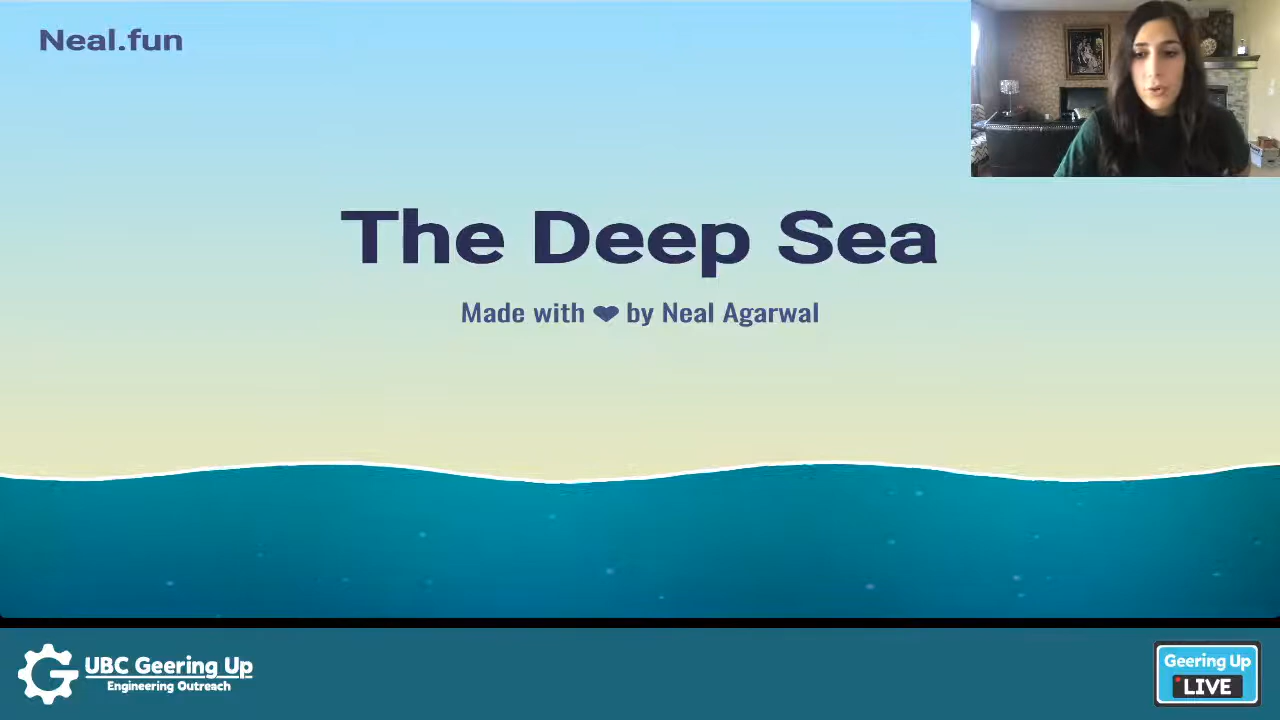 Neal.fun
The Deep Sea
Made with ❤ by Neal Agarwal
UBC Geering Up
Engineering Outreach
Geering Up
LIVE